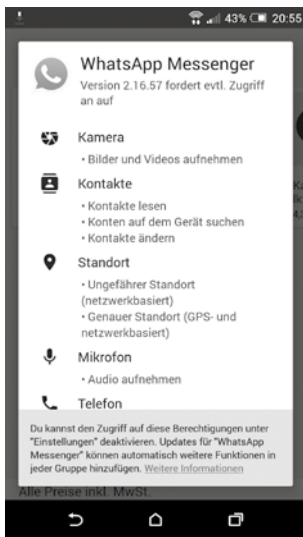 43% 20:55
WhatsApp Messenger
Version 2.16.57 fordert evtl. Zugriff
an auf
Kamera
• Bilder und Videos aufnehmen
Kontakte
• Kontakte lesen
• Konten auf dem Gerät suchen
• Kontakte ändern
Standort
• Ungefährer Standort
(netzwerkbasiert)
• Genauer Standort (GPS- und
netzwerkbasiert)
Mikrofon
• Audio aufnehmen
Telefon
Du kannst den Zugriff auf diese Berechtigungen unter
"Einstellungen" deaktivieren. Updates für "WhatsApp
Messenger" können automatisch weitere Funktionen in
jeder Gruppe hinzufügen. Weitere Informationen
Alle Preise inkl. MwSt.